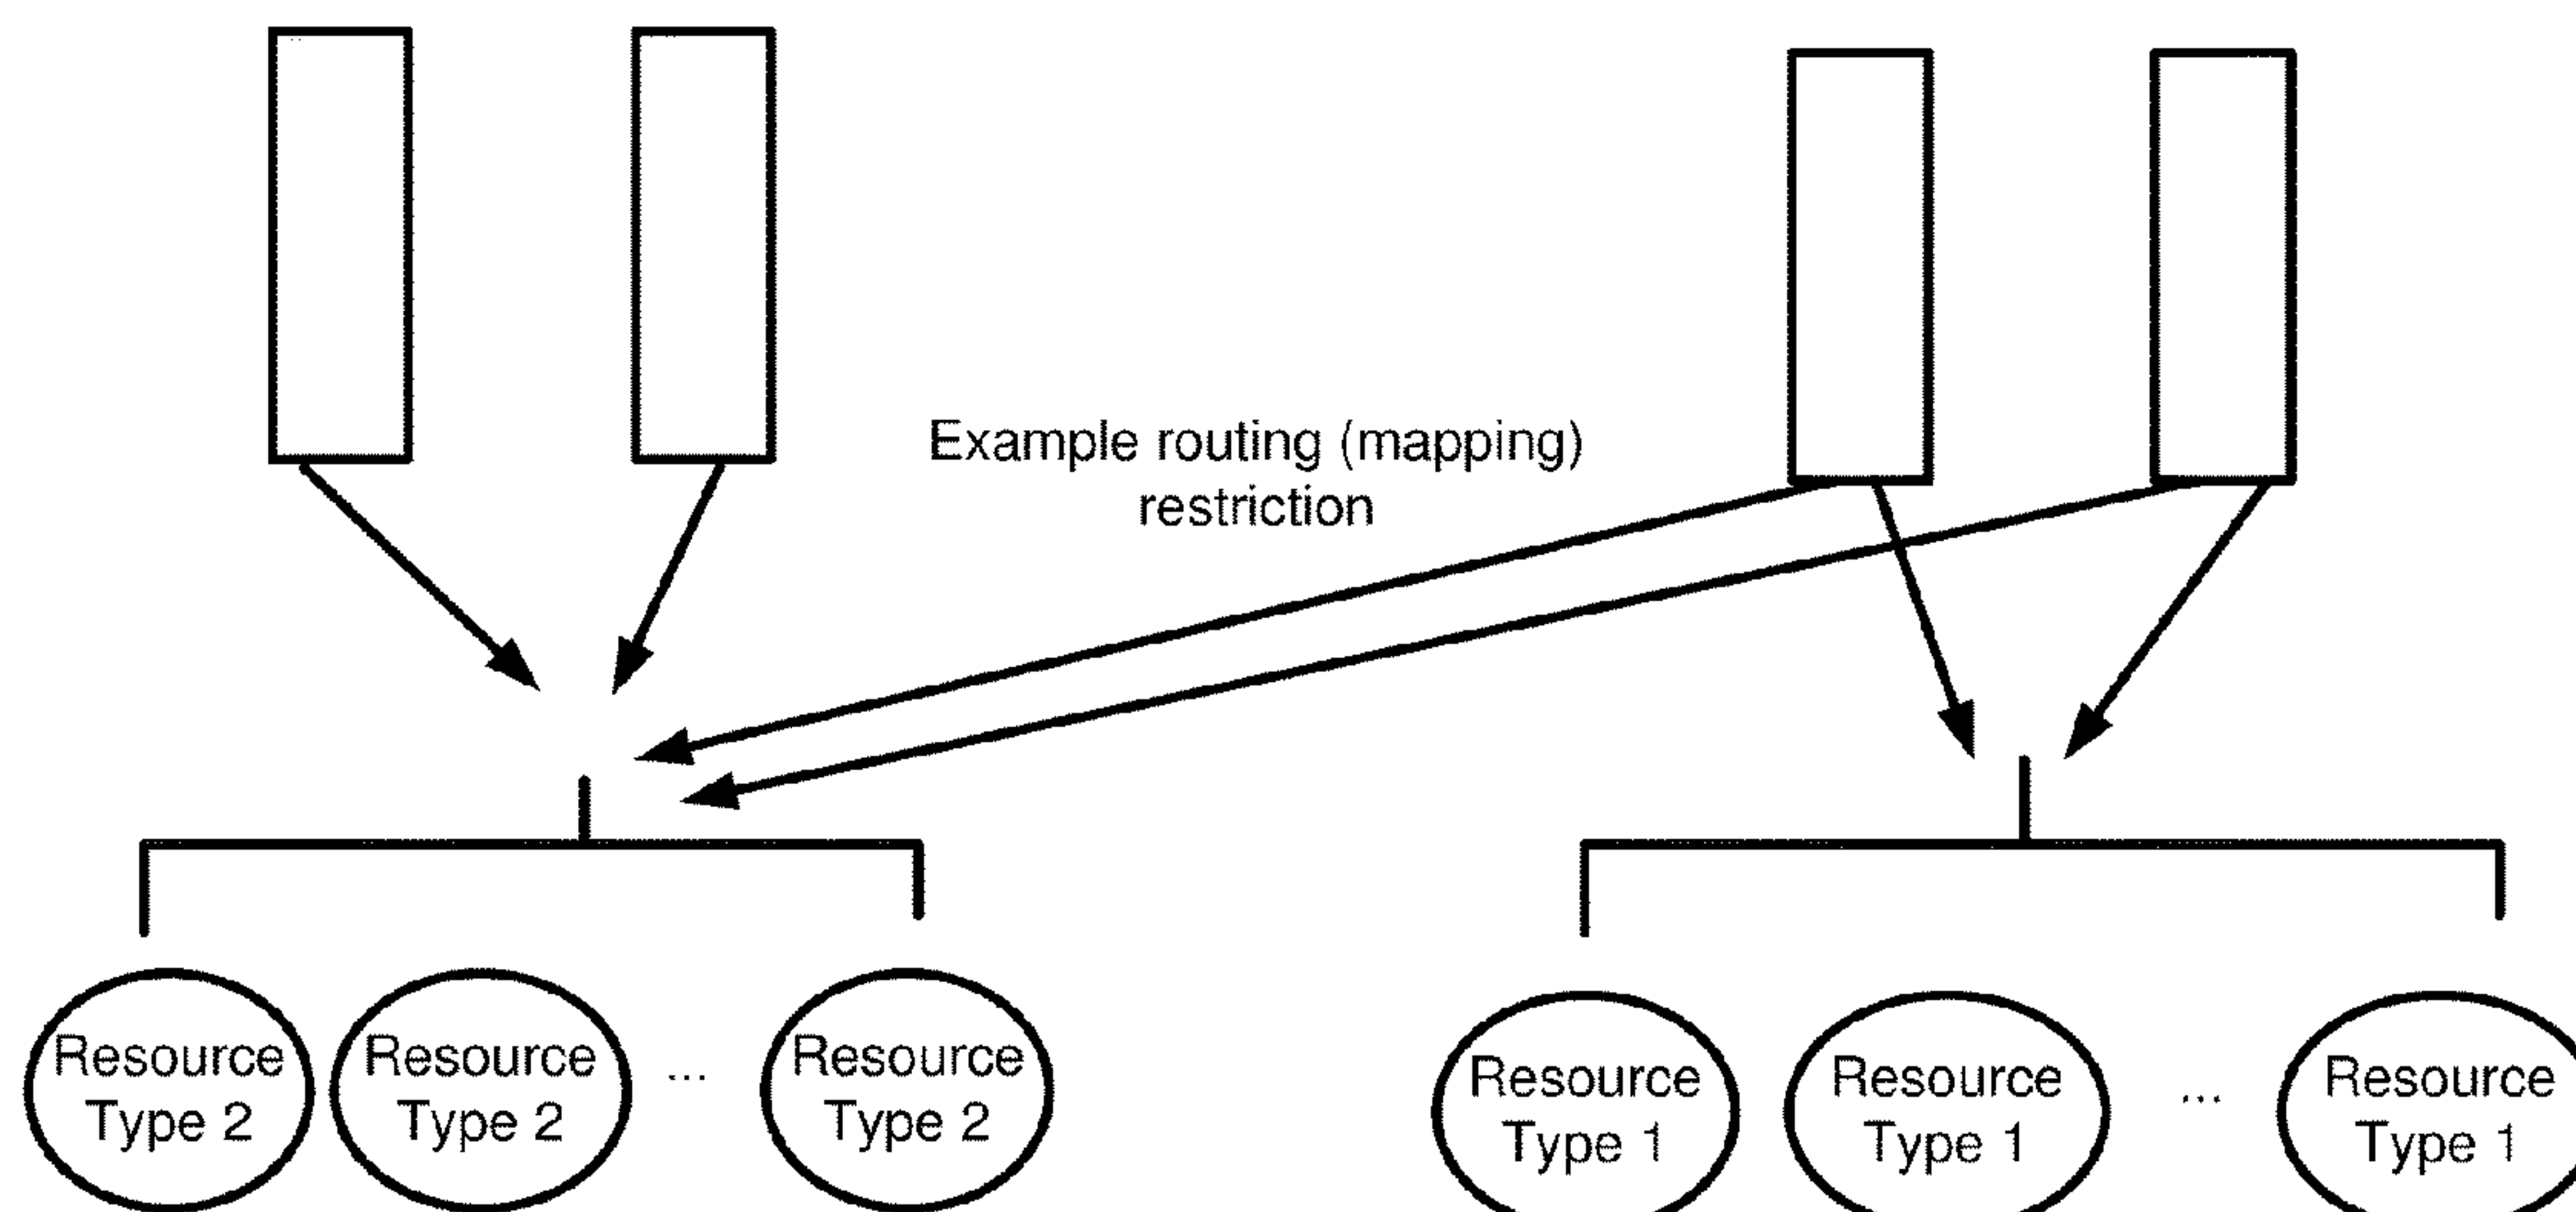 Example routing (mapping)
restriction
Resource
Type 2
Resource
Type 2
...
Resource
Type 2
Resource
Type 1
Resource
Type 1
...
Resource
Type 1